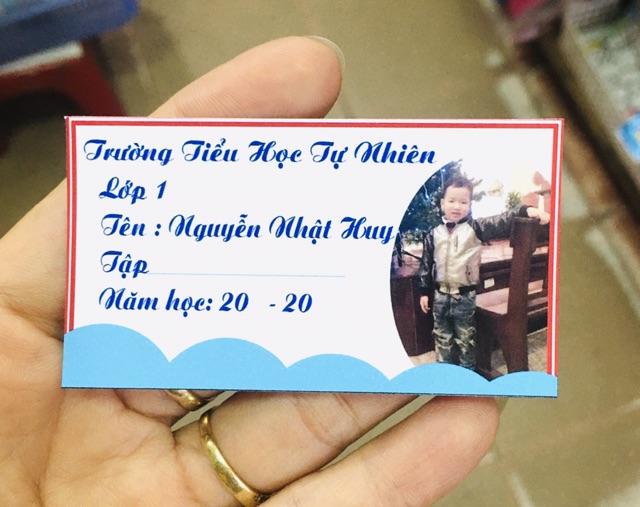 Trường Tiểu Học Tự Nhiên
Lớp 1
Tên : Nguyễn Nhật Huy
Tập
Năm học: 20 - 20